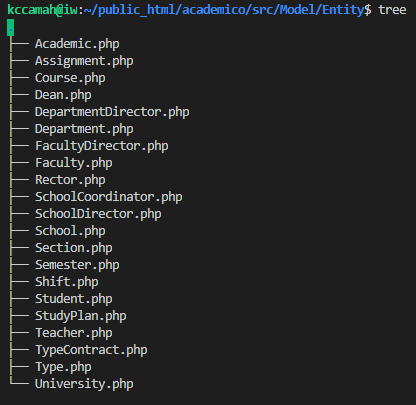 kccamah@iw:~/public_html/academico/src/Model/Entity$ tree
.
├── Academic.php
├── Assignment.php
├── Course.php
├── Dean.php
├── DepartmentDirector.php
├── Department.php
├── FacultyDirector.php
├── Faculty.php
├── Rector.php
├── SchoolCoordinator.php
├── SchoolDirector.php
├── School.php
├── Section.php
├── Semester.php
├── Shift.php
├── Student.php
├── StudyPlan.php
├── Teacher.php
├── TypeContract.php
├── Type.php
└── University.php